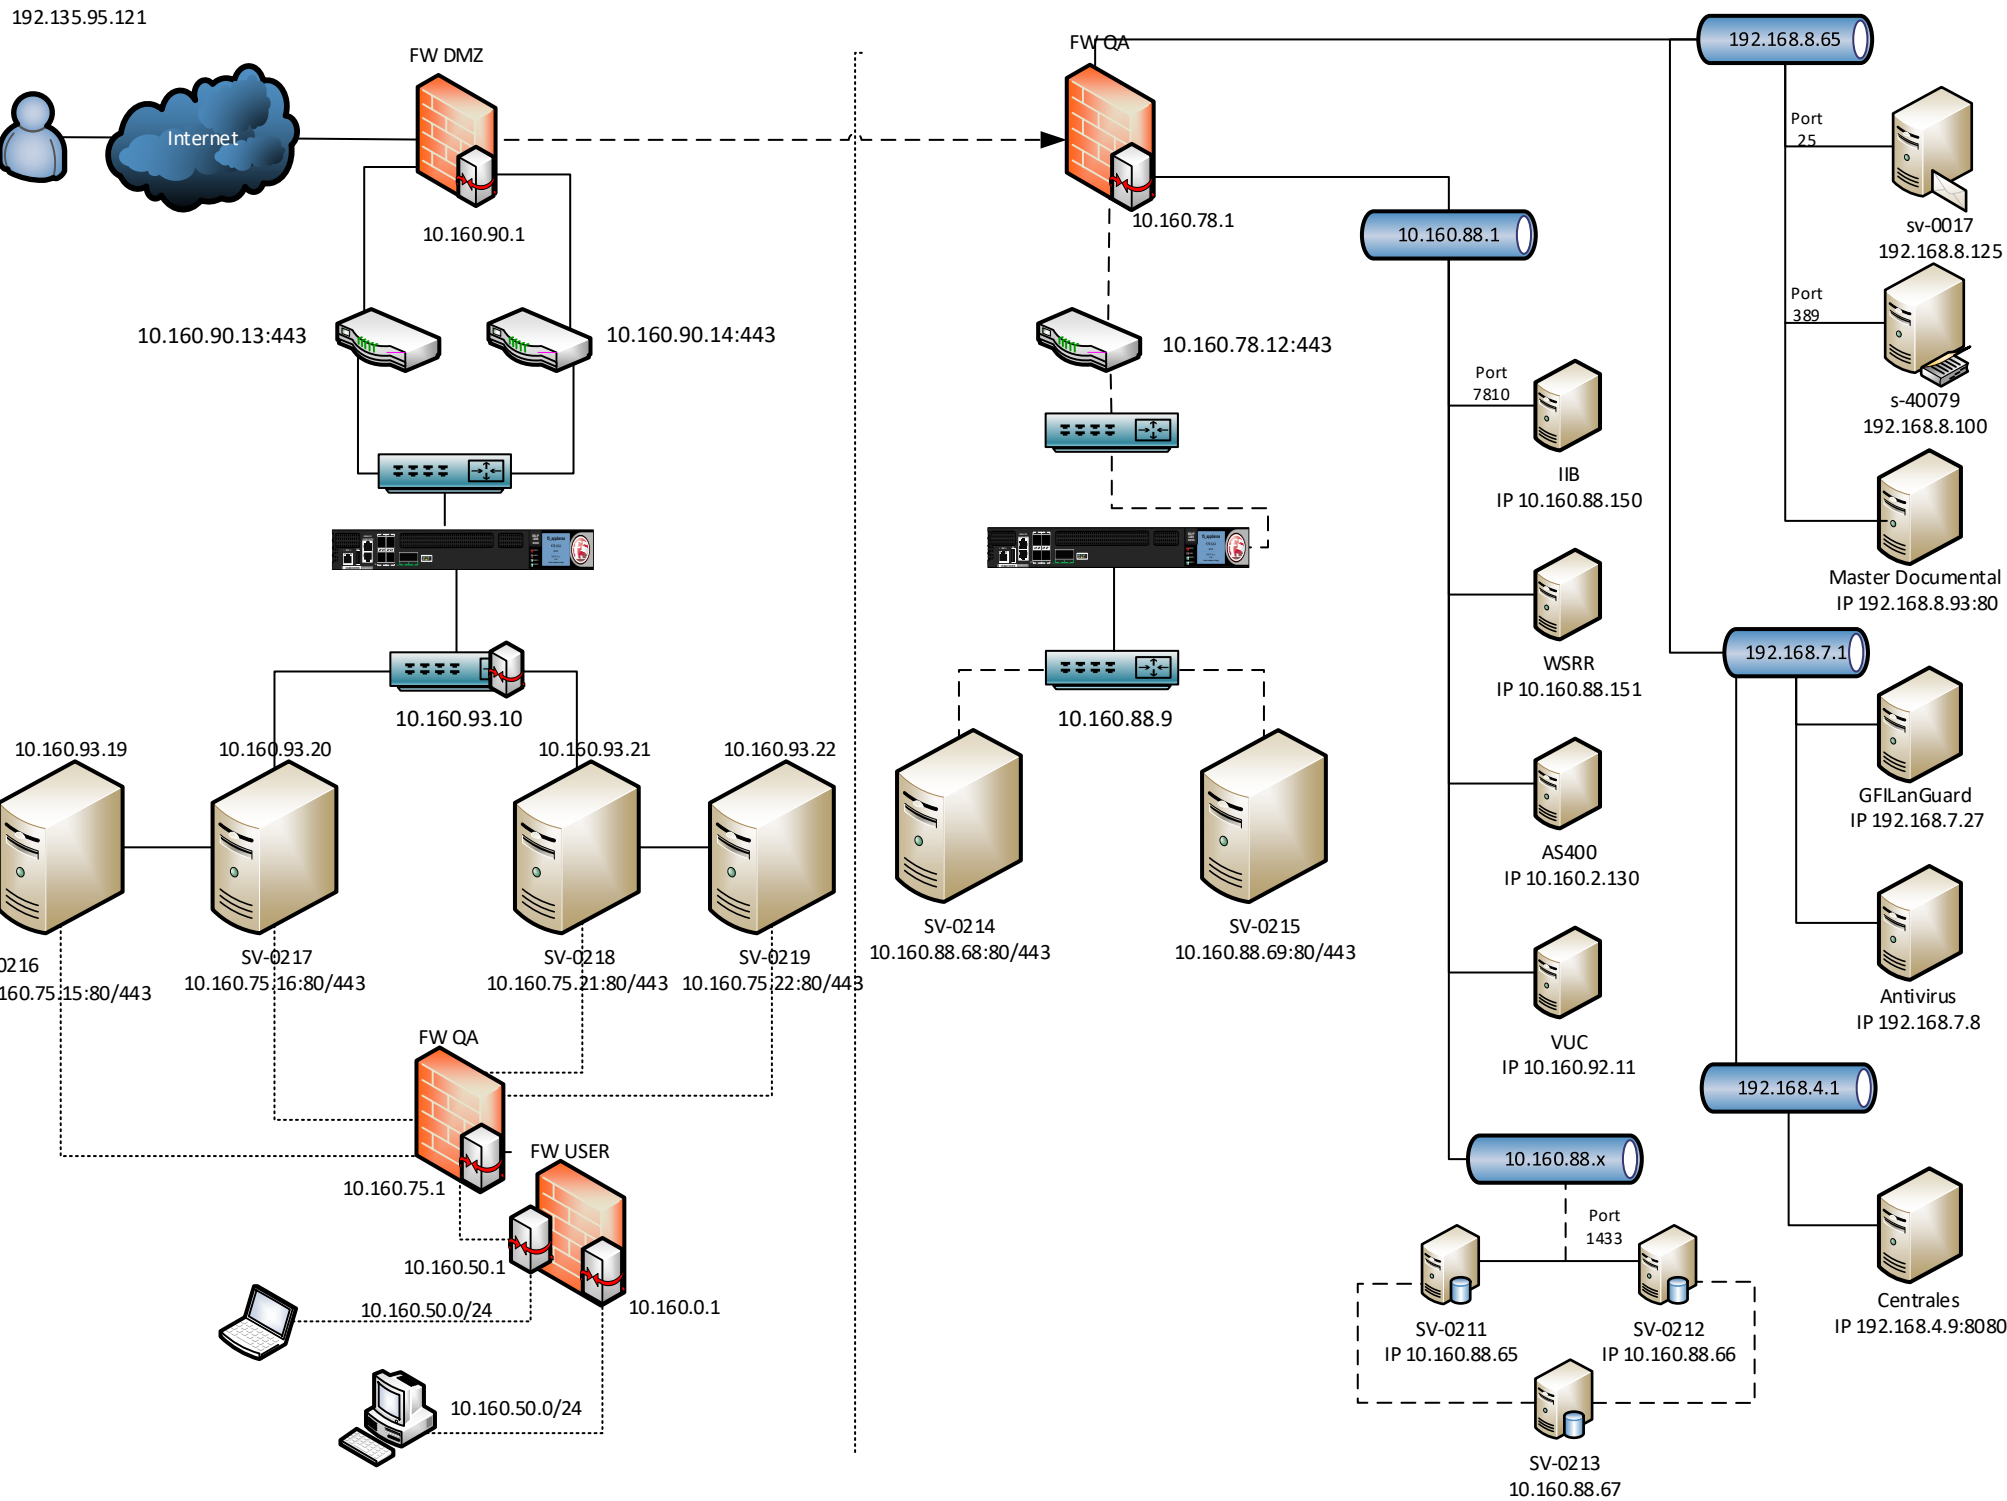 192.135.95.121
FW DMZ
Internet
10.160.90.1
10.160.90.13:443
10.160.90.14:443
10.160.93.10
10.160.93.19
10.160.93.20
10.160.93.21
10.160.93.22
0216
160.75.15:80/443
SV-0217
10.160.75.16:80/443
SV-0218
10.160.75.21:80/443
SV-0219
10.160.75.22:80/443
FW QA
10.160.75.1
FW USER
10.160.50.1
10.160.0.1
10.160.50.0/24
10.160.50.0/24
FW QA
10.160.78.1
10.160.78.12:443
10.160.88.9
SV-0214
10.160.88.68:80/443
SV-0215
10.160.88.69:80/443
10.160.88.1
Port
7810
IIB
IP 10.160.88.150
WSRR
IP 10.160.88.151
AS400
IP 10.160.2.130
VUC
IP 10.160.92.11
10.160.88.x
Port
1433
SV-0211
IP 10.160.88.65
SV-0212
IP 10.160.88.66
SV-0213
10.160.88.67
192.168.8.65
Port
25
sv-0017
192.168.8.125
Port
389
s-40079
192.168.8.100
Master Documental
IP 192.168.8.93:80
192.168.7.1
GFILanGuard
IP 192.168.7.27
Antivirus
IP 192.168.7.8
192.168.4.1
Centrales
IP 192.168.4.9:8080